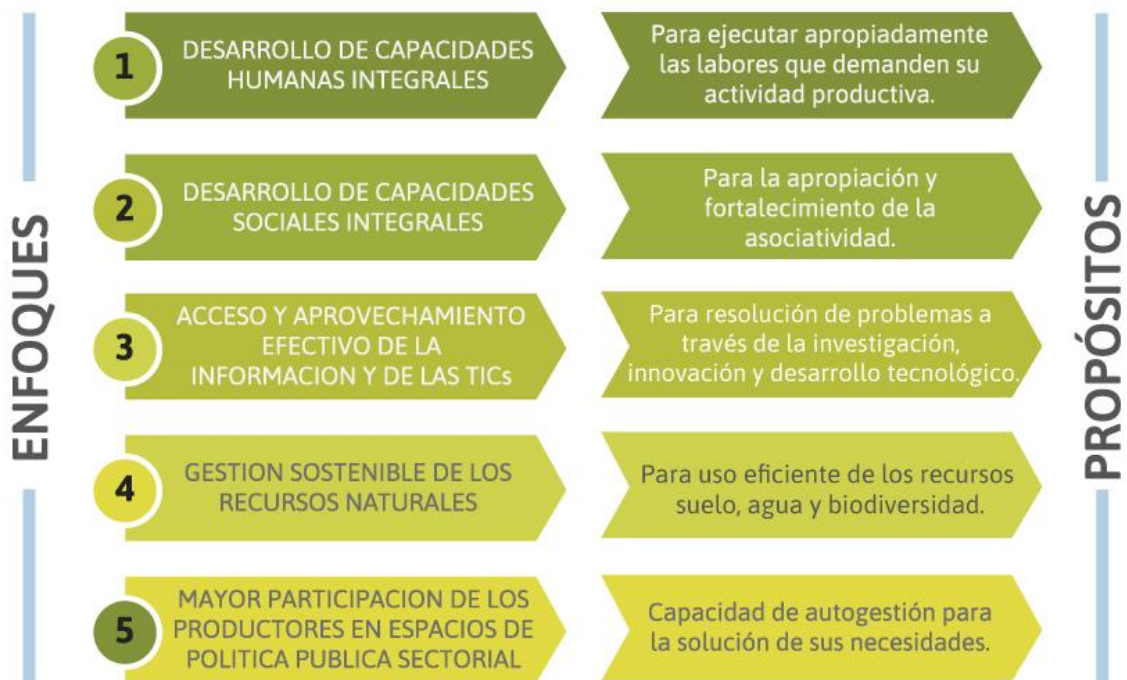 ENFOQUES
PROPÓSITOS
1
DESARROLLO DE CAPACIDADES
HUMANAS INTEGRALES
Para ejecutar apropiadamente
las labores que demanden su
actividad productiva.
2
DESARROLLO DE CAPACIDADES
SOCIALES INTEGRALES
Para la apropiación y
fortalecimiento de la
asociatividad.
3
ACCESO Y APROVECHAMIENTO
EFECTIVO DE LA
INFORMACION Y DE LAS TICs
Para resolución de problemas a
través de la investigación,
innovación y desarrollo tecnológico.
4
GESTION SOSTENIBLE DE LOS
RECURSOS NATURALES
Para uso eficiente de los recursos
suelo, agua y biodiversidad.
5
MAYOR PARTICIPACION DE LOS
PRODUCTORES EN ESPACIOS DE
POLITICA PUBLICA SECTORIAL
Capacidad de autogestión para
la solución de sus necesidades.